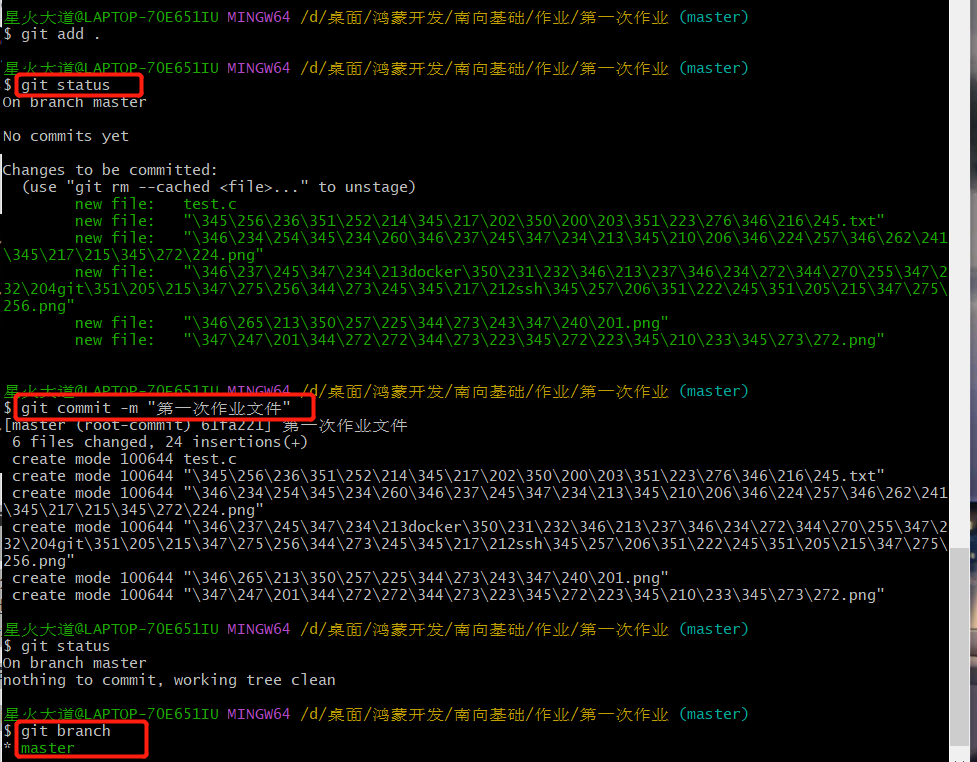 星火大道@LAPTOP-7OE651IU MINGW64 /d/桌面/鸿蒙开发/南向基础/作业/第一次作业 (master)
$ git add .
星火大道@LAPTOP-7OE651IU MINGW64 /d/桌面/鸿蒙开发/南向基础/作业/第一次作业 (master)
$ git status
On branch master
No commits yet
Changes to be committed:
(use "git rm --cached <file>..." to unstage)
new file: test.c
new file: "\345\256\236\351\252\214\345\217\202\350\200\203\351\223\276\346\216\245.txt"
new file: "\346\234\254\345\234\260\346\237\245\347\234\213\345\210\206\346\224\257\346\262\241
\345\217\215\345\272\224.png"
new file: "\346\237\245\347\234\213docker\350\231\232\346\213\237\346\234\272\344\270\255\347\2
32\204git\351\205\215\347\275\256\344\273\245\345\217\212ssh\345\257\206\351\222\245\351\205\215\347\275\
256.png"
new file: "\346\265\213\350\257\225\344\273\243\347\240\201.png"
new file: "\347\247\201\344\272\272\344\273\223\345\272\223\345\210\233\345\273\272.png"
星火大道@LAPTOP-7OE651IU MINGW64 /d/桌面/鸿蒙开发/南向基础/作业/第一次作业 (master)
$ git commit -m "第一次作业文件"
[master (root-commit) 61fa221] 第一次作业文件
6 files changed, 24 insertions(+)
create mode 100644 test.c
create mode 100644 "\345\256\236\351\252\214\345\217\202\350\200\203\351\223\276\346\216\245.txt"
create mode 100644 "\346\234\254\345\234\260\346\237\245\347\234\213\345\210\206\346\224\257\346\262\241
\345\217\215\345\272\224.png"
create mode 100644 "\346\237\245\347\234\213docker\350\231\232\346\213\237\346\234\272\344\270\255\347\2
32\204git\351\205\215\347\275\256\344\273\245\345\217\212ssh\345\257\206\351\222\245\351\205\215\347\275\
256.png"
create mode 100644 "\346\265\213\350\257\225\344\273\243\347\240\201.png"
create mode 100644 "\347\247\201\344\272\272\344\273\223\345\272\223\345\210\233\345\273\272.png"
星火大道@LAPTOP-7OE651IU MINGW64 /d/桌面/鸿蒙开发/南向基础/作业/第一次作业 (master)
$ git status
On branch master
nothing to commit, working tree clean
星火大道@LAPTOP-7OE651IU MINGW64 /d/桌面/鸿蒙开发/南向基础/作业/第一次作业 (master)
$ git branch
* master